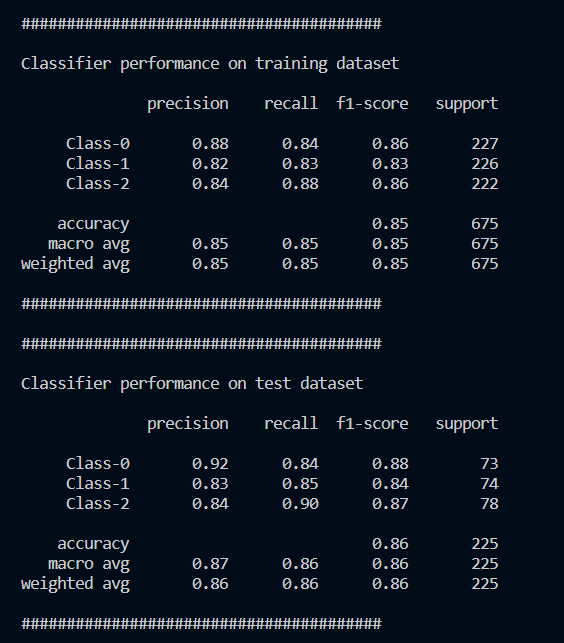 ########################################
Classifier performance on training dataset
precision recall f1-score support
Class-0 0.88 0.84 0.86 227
Class-1 0.82 0.83 0.83 226
Class-2 0.84 0.88 0.86 222
accuracy 0.85 675
macro avg 0.85 0.85 0.85 675
weighted avg 0.85 0.85 0.85 675
########################################
########################################
Classifier performance on test dataset
precision recall f1-score support
Class-0 0.92 0.84 0.88 73
Class-1 0.83 0.85 0.84 74
Class-2 0.84 0.90 0.87 78
accuracy 0.86 225
macro avg 0.87 0.86 0.86 225
weighted avg 0.86 0.86 0.86 225
########################################